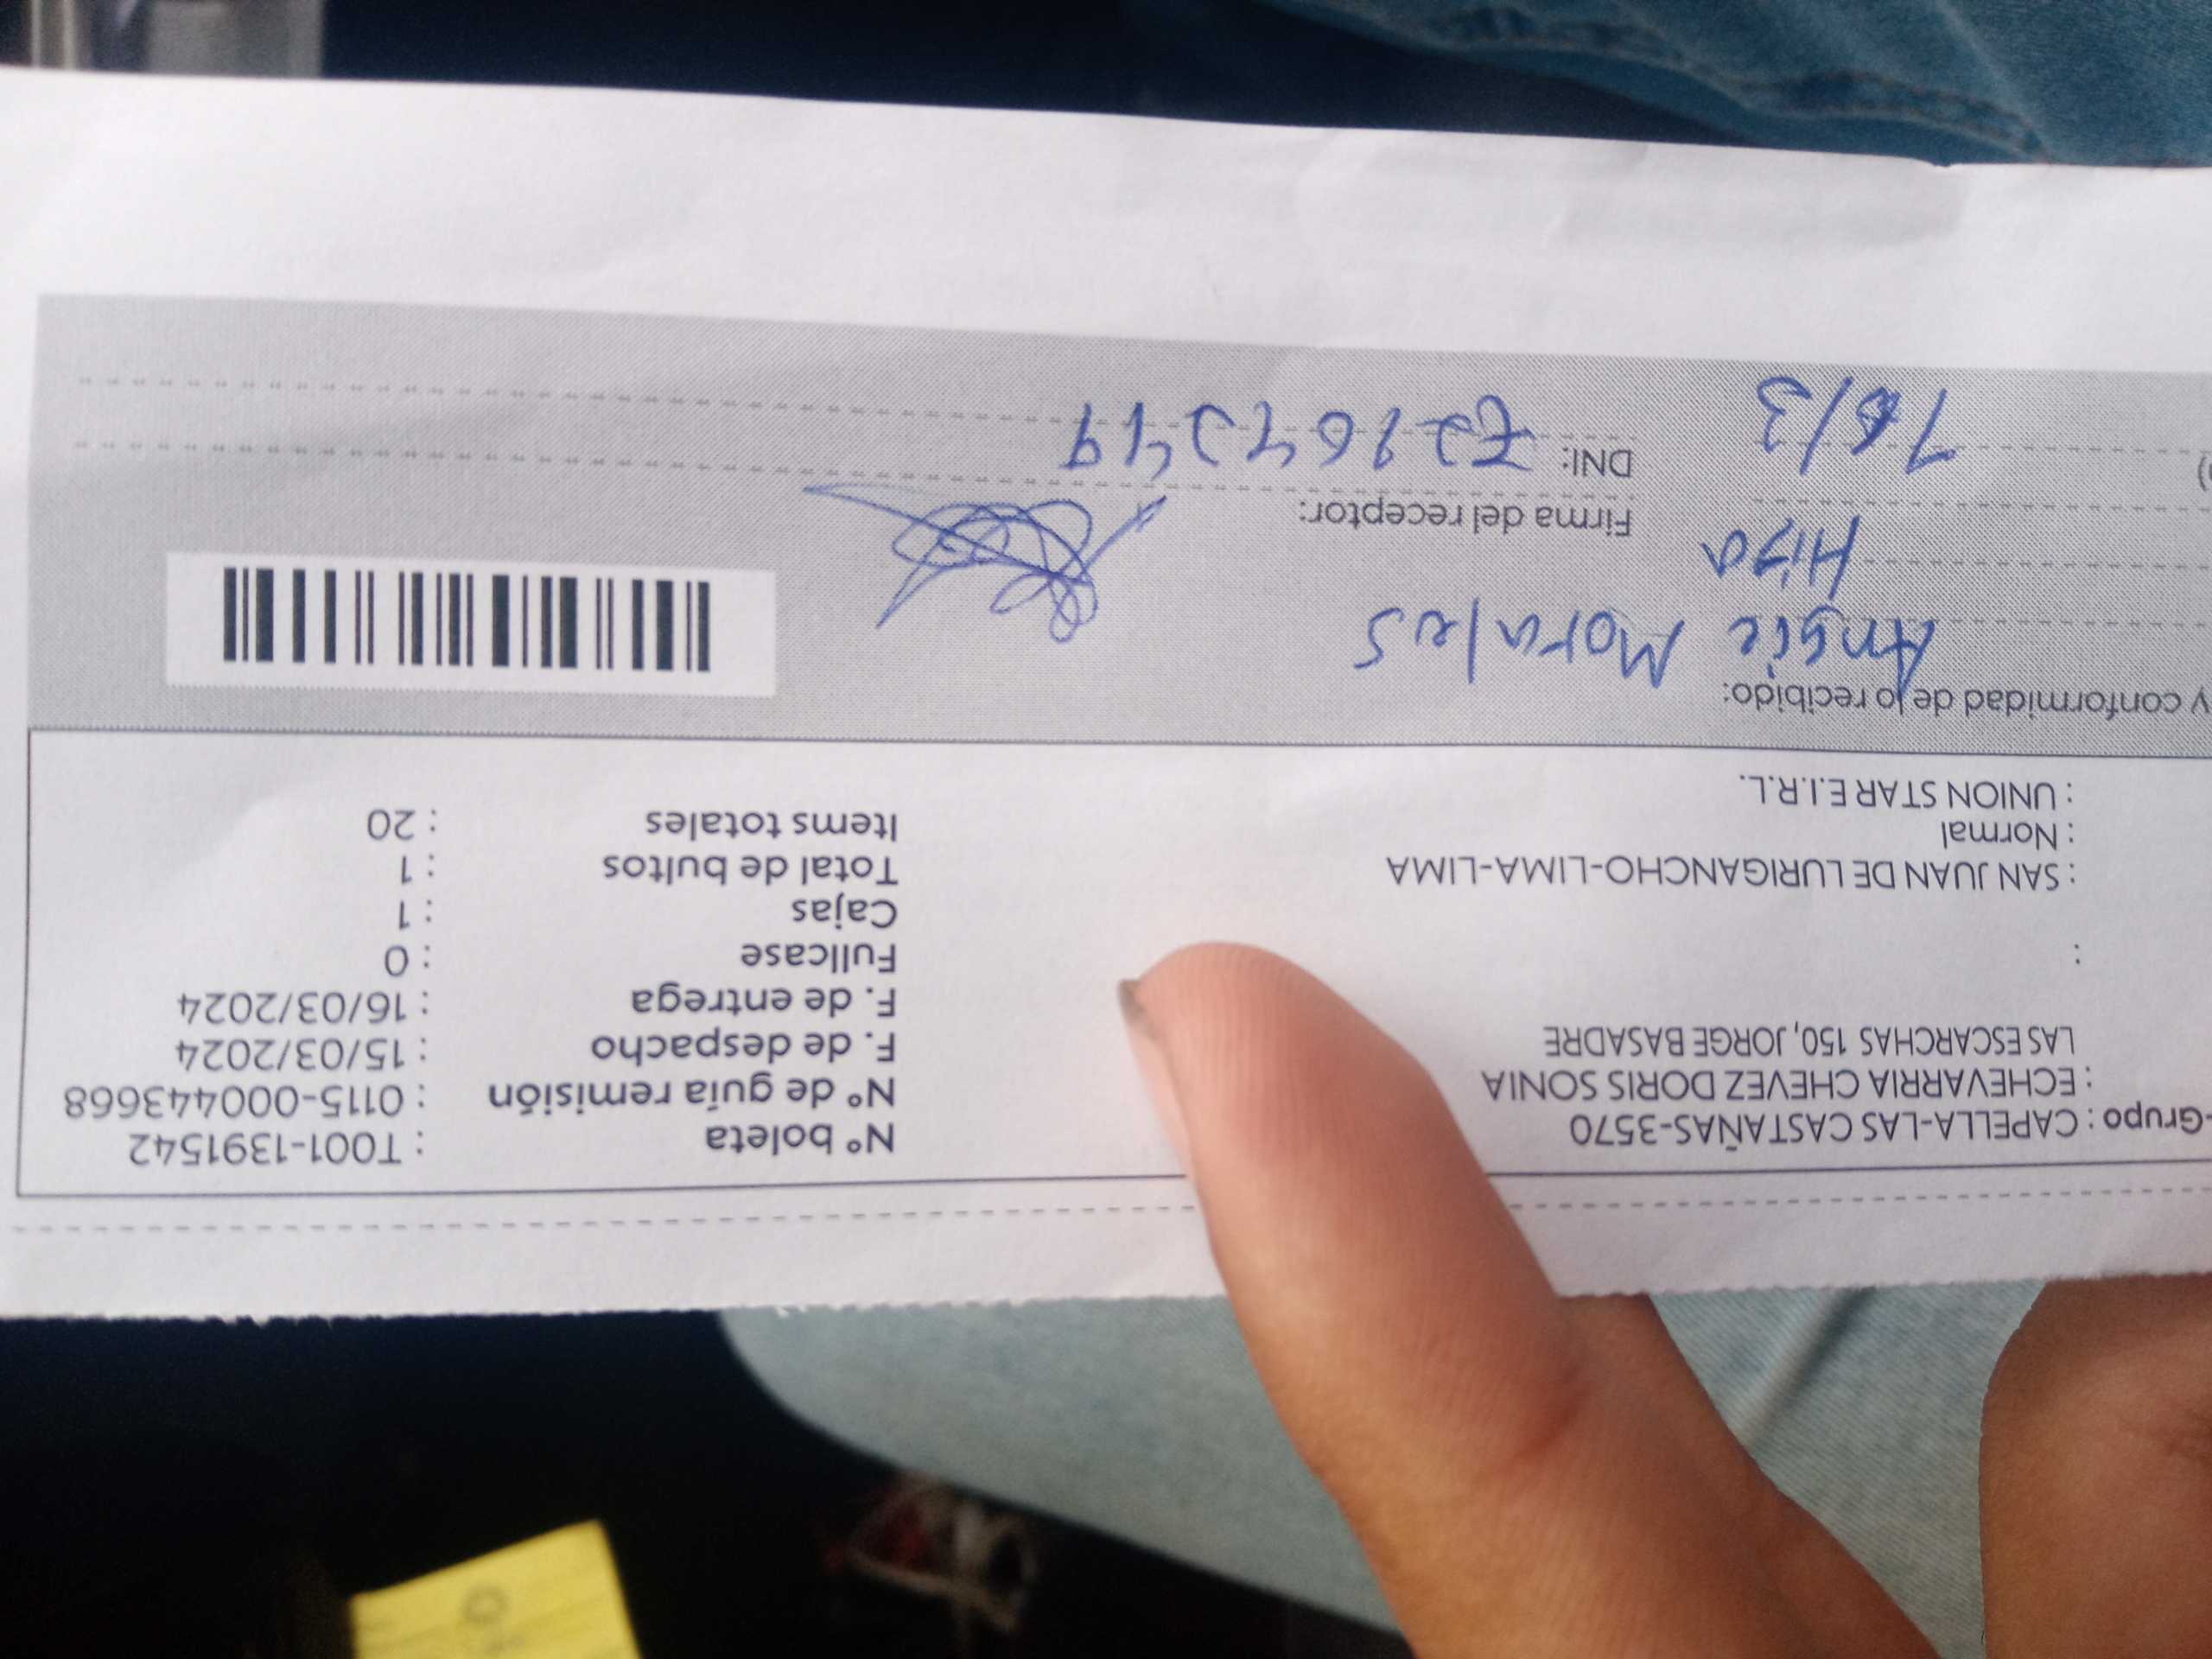 Grupo : CAPELLA-LAS CASTAÑAS-3570
: ECHEVARRIA CHEVEZ DORIS SONIA
LAS ESCARCHAS 150, JORGE BASADRE
:
: SAN JUAN DE LURIGANCHO-LIMA-LIMA
: Normal
: UNION STAR E.I.R.L.
N° boleta : T001-1391542
N° de guía remisión : 0115-000443668
F. de despacho : 15/03/2024
F. de entrega : 16/03/2024
Fullcase : 0
Cajas : 1
Total de bultos : 1
Items totales : 20
y conformidad de lo recibido:
Angie Morales
Hija
16/3
Firma del receptor:
DNI: